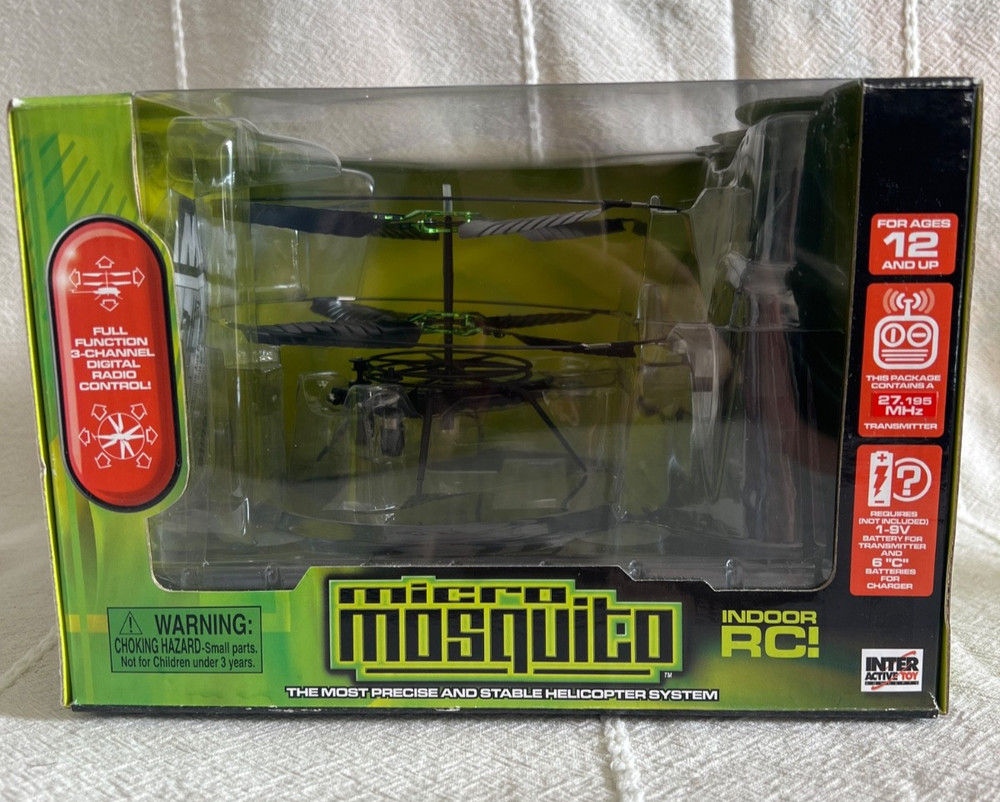 FULL
FUNCTION
3-CHANNEL
DIGITAL
RADIO
CONTROL!
FOR AGES
12
AND UP
THIS PACKAGE
CONTAINS A
27.195
MHz
TRANSMITTER
REQUIRES
(NOT INCLUDED)
1-9V
BATTERY FOR
TRANSMITTER
AND
6 "C"
BATTERIES
FOR
CHARGER
WARNING:
CHOKING HAZARD-Small parts.
Not for Children under 3 years.
micro
mosquito
TM
THE MOST PRECISE AND STABLE HELICOPTER SYSTEM
INDOOR
RC!
INTER
ACTIVE TOY